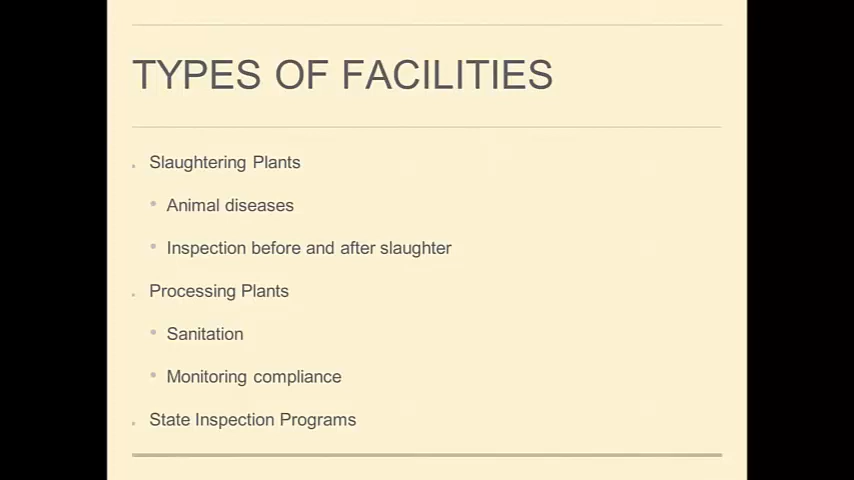 TYPES OF FACILITIES
Slaughtering Plants
Animal diseases
Inspection before and after slaughter
Processing Plants
Sanitation
Monitoring compliance
State Inspection Programs